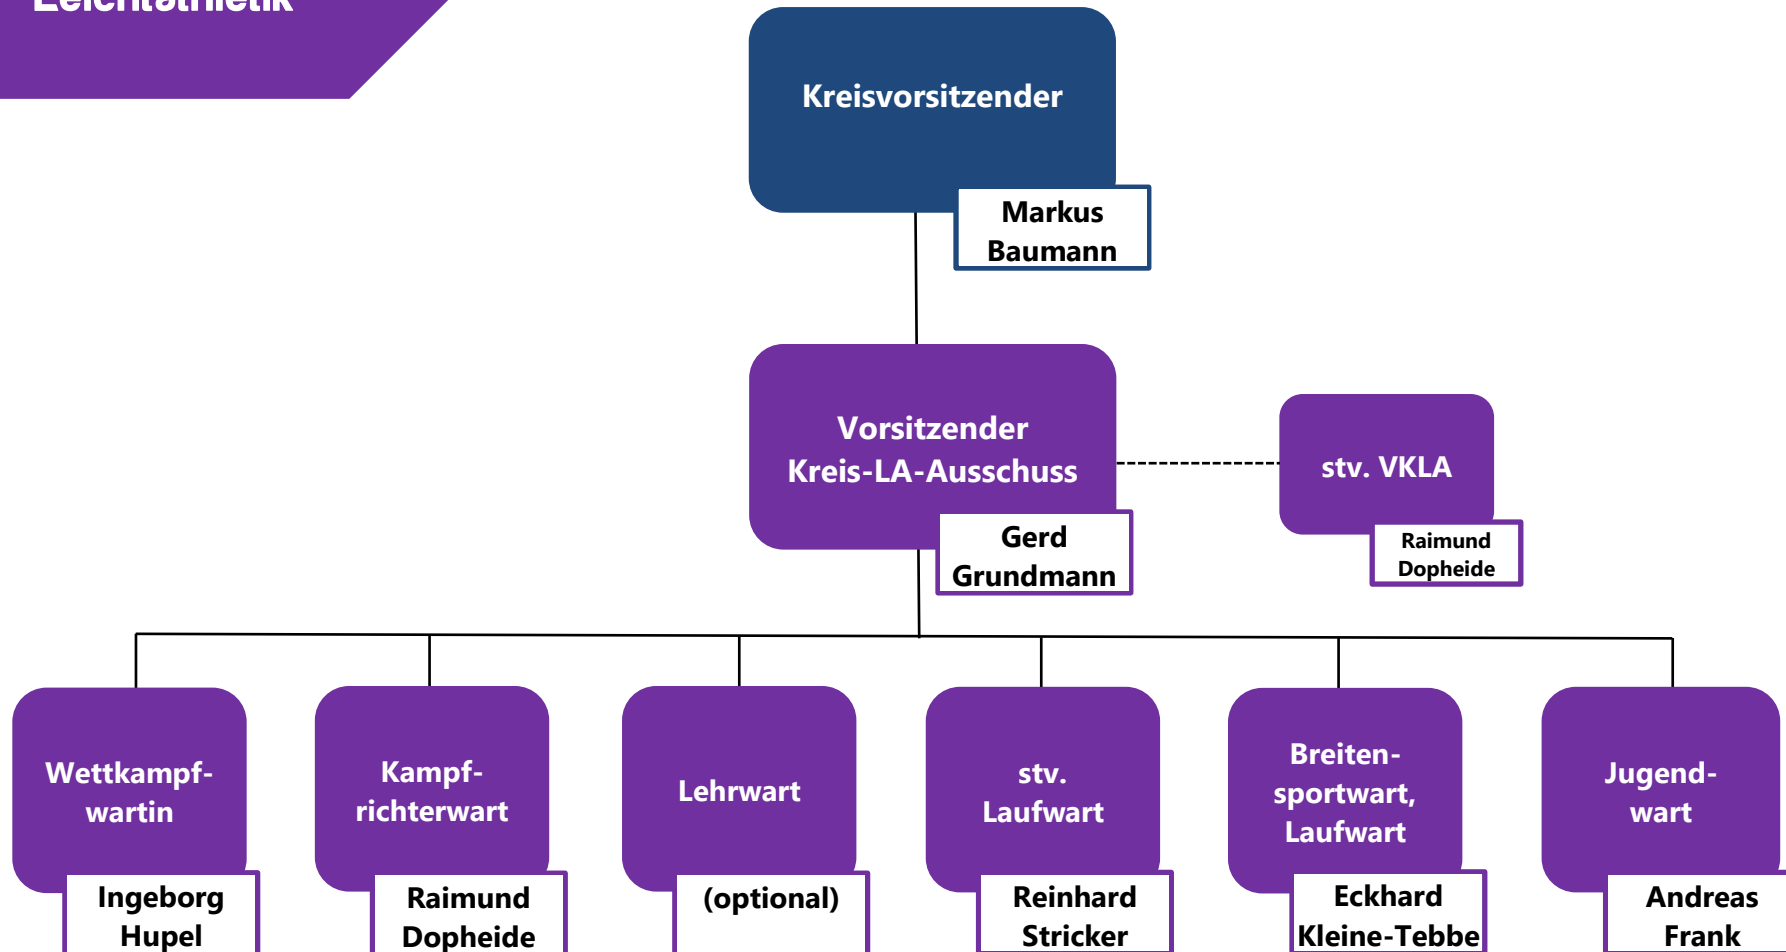 Leichtathletik
Kreisvorsitzender
Markus
Baumann
Vorsitzender
Kreis-LA-Ausschuss
Gerd
Grundmann
stv. VKLA
Raimund
Dopheide
Wettkampf-
wartin
Ingeborg
Hupel
Kampf-
richterwart
Raimund
Dopheide
Lehrwart
(optional)
stv.
Laufwart
Reinhard
Stricker
Breiten-
sportwart,
Laufwart
Eckhard
Kleine-Tebbe
Jugend-
wart
Andreas
Frank